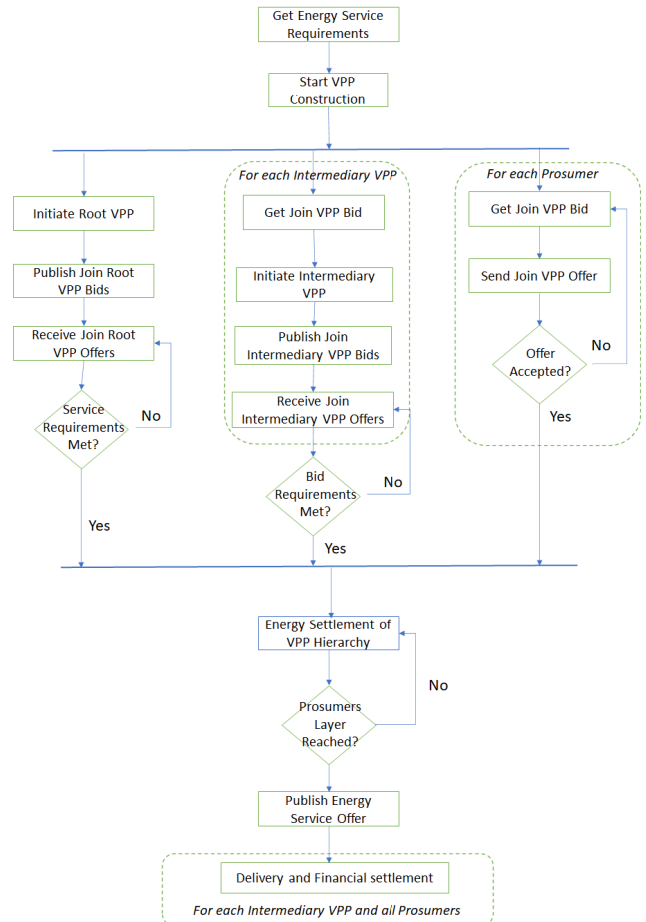 Get Energy Service
Requirements
Start VPP
Construction
Initiate Root VPP
Publish Join Root
VPP Bids
Receive Join Root
VPP Offers
Service
Requirements
Met?
No
Yes
For each Intermediary VPP
Get Join VPP Bid
Initiate Intermediary
VPP
Publish Join
Intermediary VPP Bids
Receive Join
Intermediary VPP Offers
Bid
Requirements
Met?
No
Yes
For each Prosumer
Get Join VPP Bid
Send Join VPP Offer
Offer
Accepted?
No
Yes
Energy Settlement of
VPP Hierarchy
Prosumers
Layer
Reached?
No
Publish Energy
Service Offer
Delivery and Financial settlement
For each Intermediary VPP and ail Prosumers